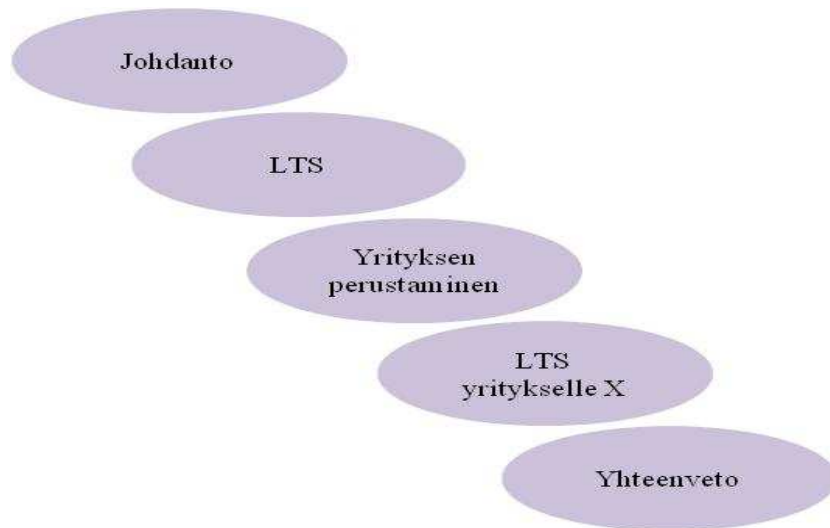 Johdanto
LTS
Yrityksen
perustaminen
LTS
yritykselle X
Yhteenveto